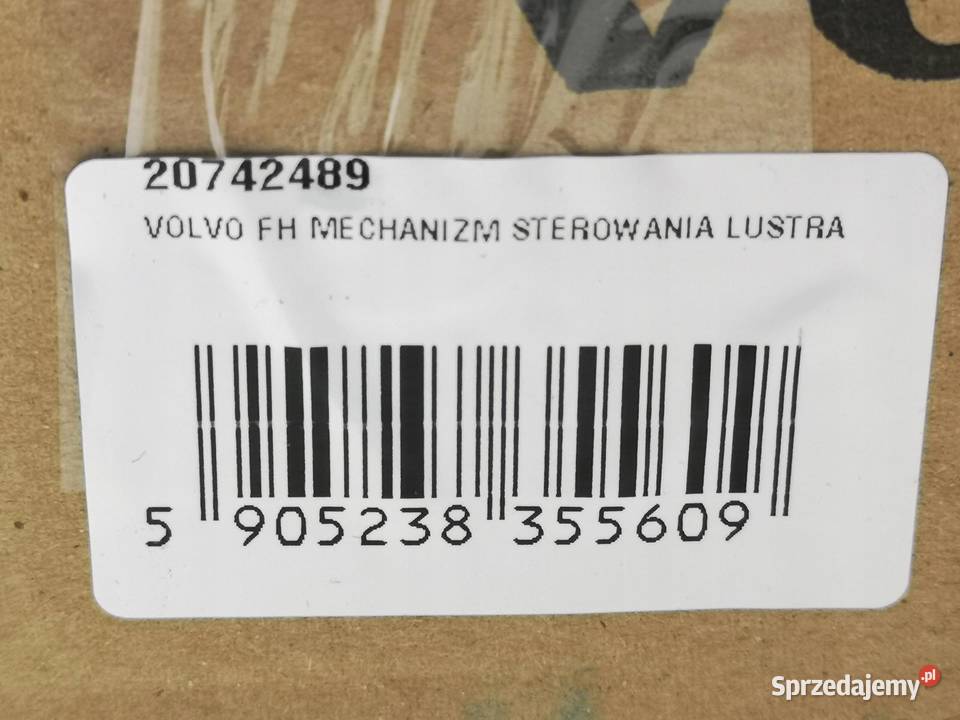 20742489
VOLVO FH MECHANIZM STEROWANIA LUSTRA
5 905238 355609
Sprzedajemy.pl